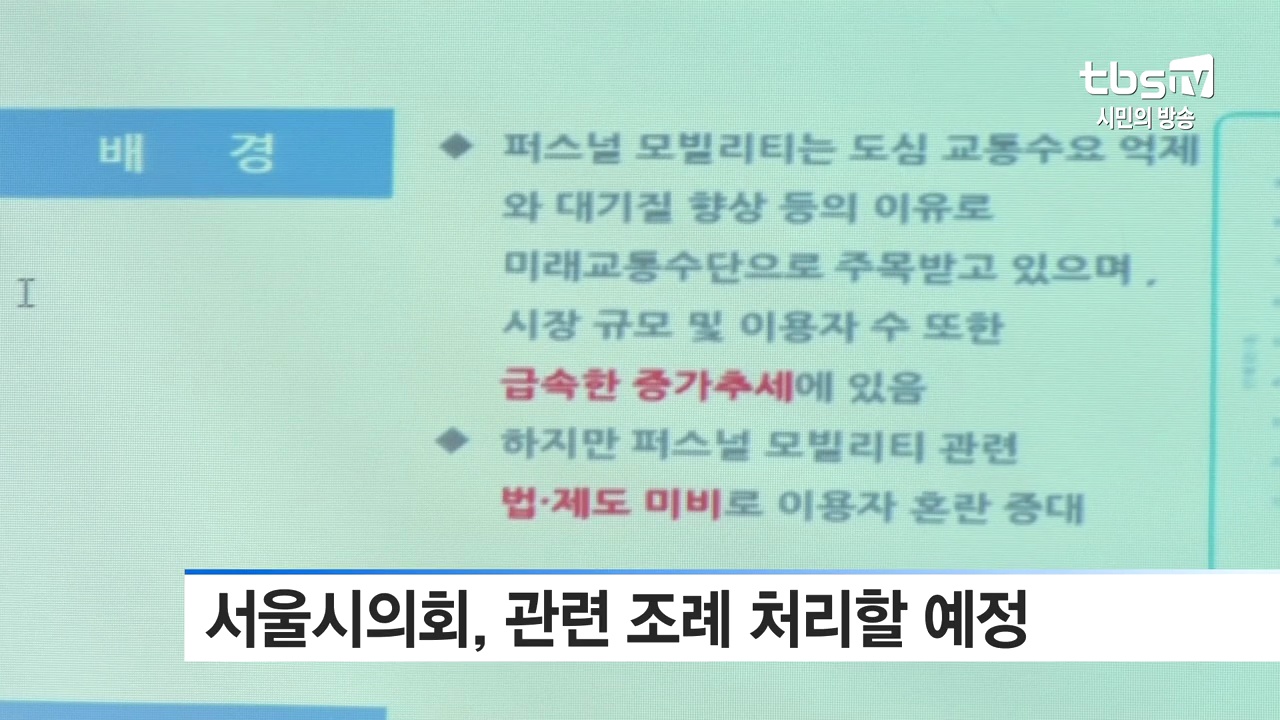 tbsTV
시민의 방송
배 경
◆ 퍼스널 모빌리티는 도심 교통수요 억제
와 대기질 향상 등의 이유로
미래교통수단으로 주목받고 있으며 ,
시장 규모 및 이용자 수 또한
급속한 증가추세에 있음
◆ 하지만 퍼스널 모빌리티 관련
법·제도 미비로 이용자 혼란 증대
서울시의회, 관련 조례 처리할 예정